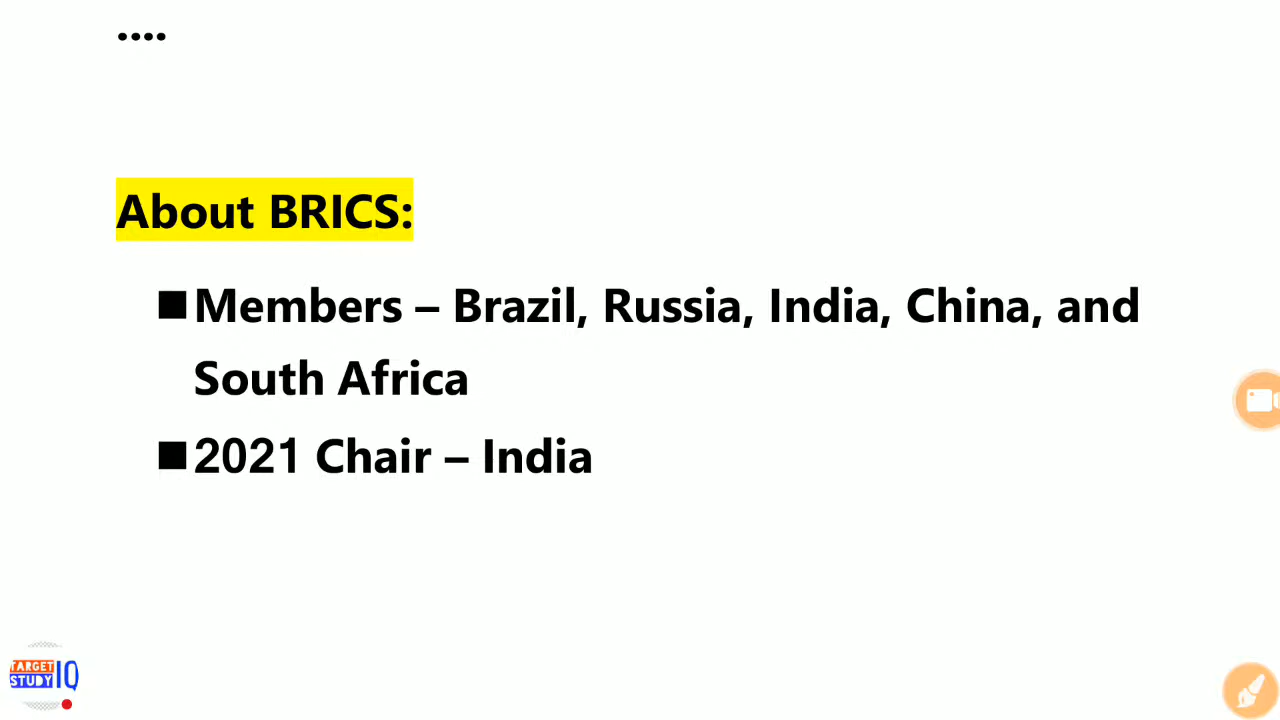 ....
About BRICS:
■Members – Brazil, Russia, India, China, and
South Africa
■2021 Chair – India
TARGET
STUDY IQ